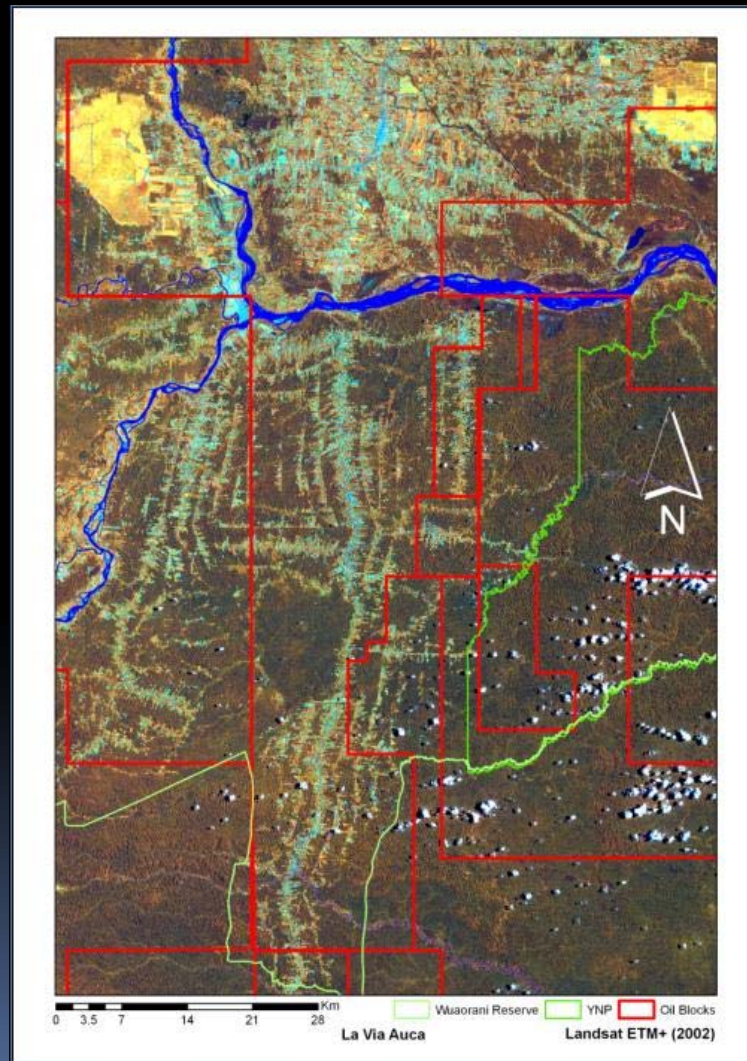 N
Km
0 3.5 7 14 21 28
Wuaorani Reserve YNP Oil Blocks
La Via Auca Landsat ETM+ (2002)